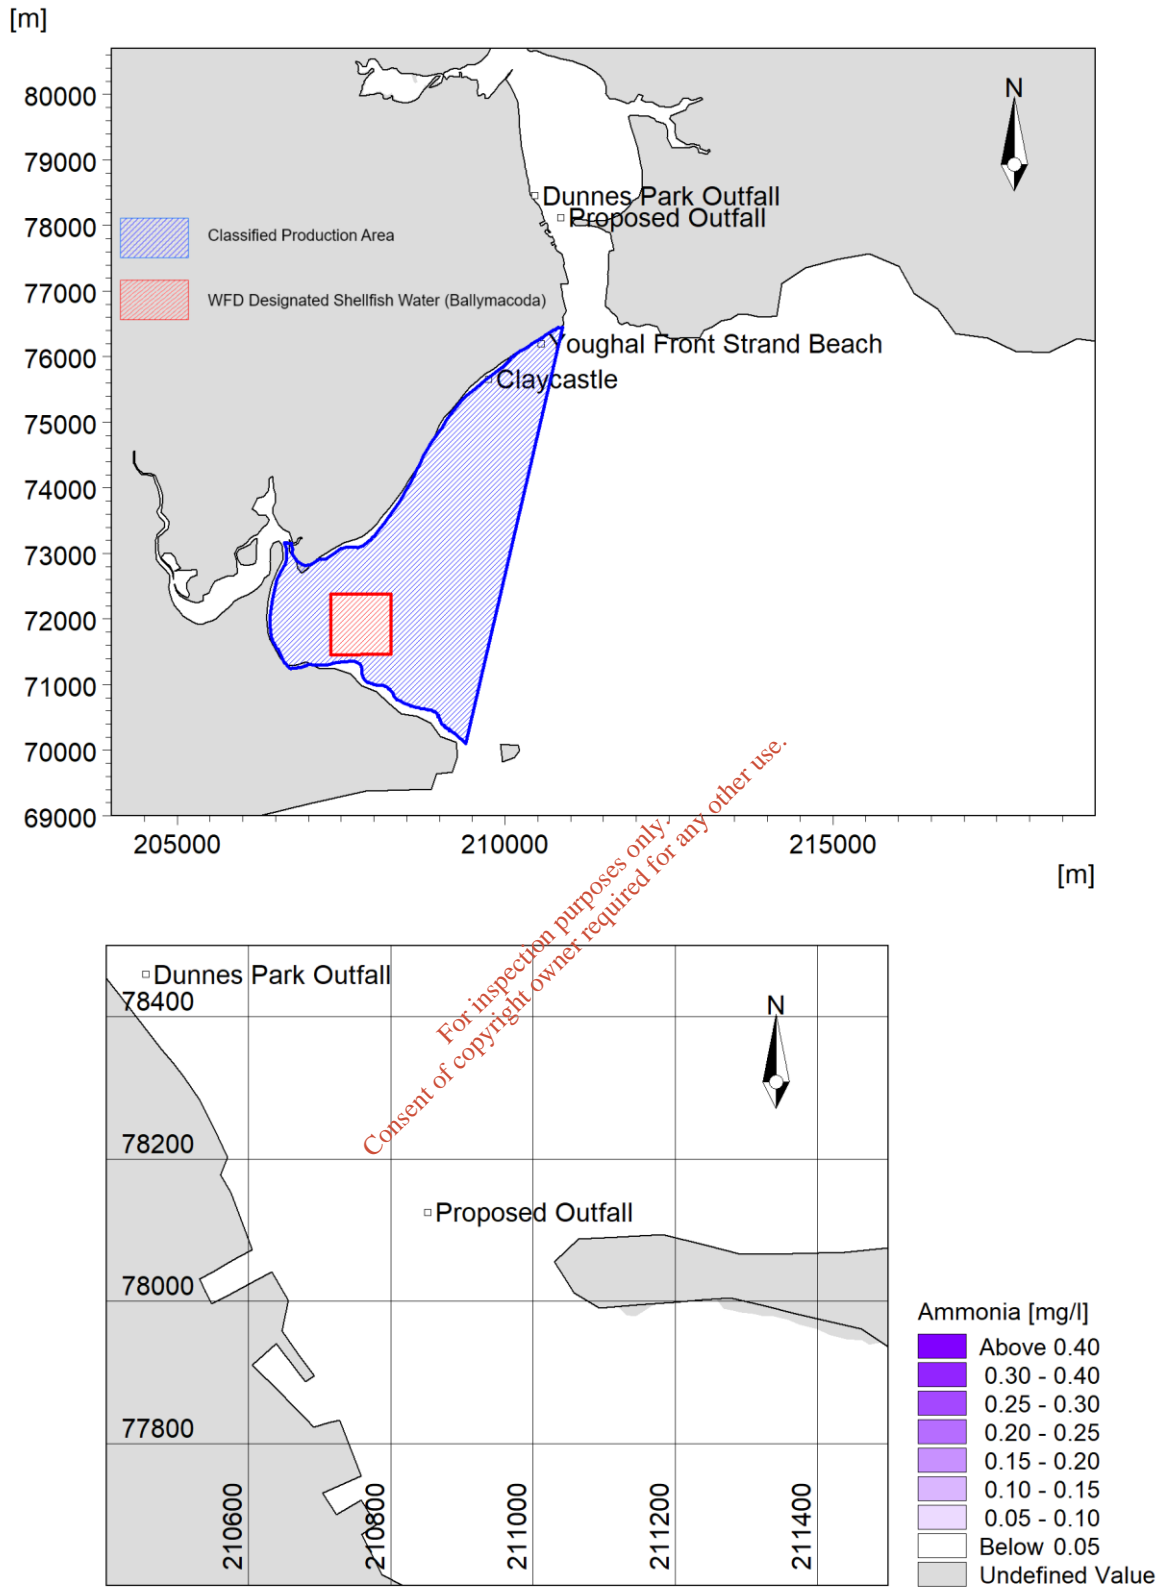 [m]
80000
79000
78000
77000
76000
75000
74000
73000
72000
71000
70000
69000
N
Dunnes Park Outfall
Proposed Outfall
Classified Production Area
WFD Designated Shellfish Water (Ballymacoda)
Youghal Front Strand Beach
Claycastle
205000
210000
215000
[m]
For inspection purposes only.
Consent of copyright owner required for any other use.
Dunnes Park Outfall
78400
N
78200
Proposed Outfall
78000
77800
210600
210800
211000
211200
211400
Ammonia [mg/l]
Above 0.40
0.30 - 0.40
0.25 - 0.30
0.20 - 0.25
0.15 - 0.20
0.10 - 0.15
0.05 - 0.10
Below 0.05
Undefined Value